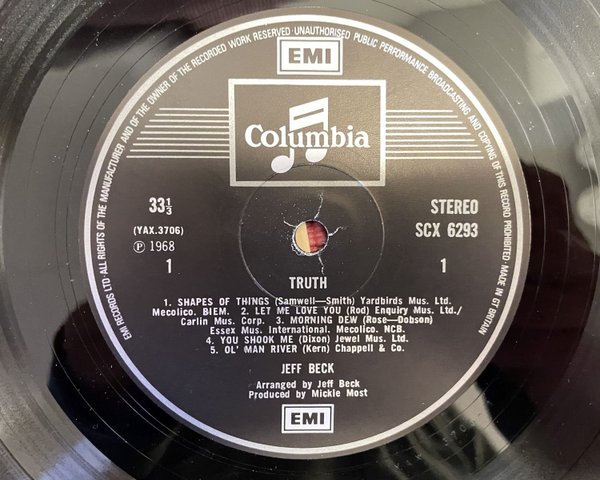 EMI RECORDS LTD·ALL RIGHTS OF THE MANUFACTURER AND OF THE OWNER OF THE RECORDED WORK RESERVED·UNAUTHORISED PUBLIC PERFORMANCE BROADCASTING AND COPYING OF THIS RECORD PROHIBITED·MADE IN GT BRITAIN
EMI
Columbia
33⅓
STEREO
(YAX.3706)
SCX 6293
Ⓟ 1968
1
1
TRUTH
1. SHAPES OF THINGS (Samwell—Smith) Yardbirds Mus. Ltd.
Mecolico. BIEM. 2. LET ME LOVE YOU (Rod) Enquiry Mus. Ltd./
Carlin Mus. Corp. 3. MORNING DEW (Rose—Dobson)
Essex Mus. International. Mecolico. NCB.
4. YOU SHOOK ME (Dixon) Jewel Mus. Ltd.
5. OL' MAN RIVER (Kern) Chappell & Co.
JEFF BECK
Arranged by Jeff Beck
Produced by Mickie Most
EMI